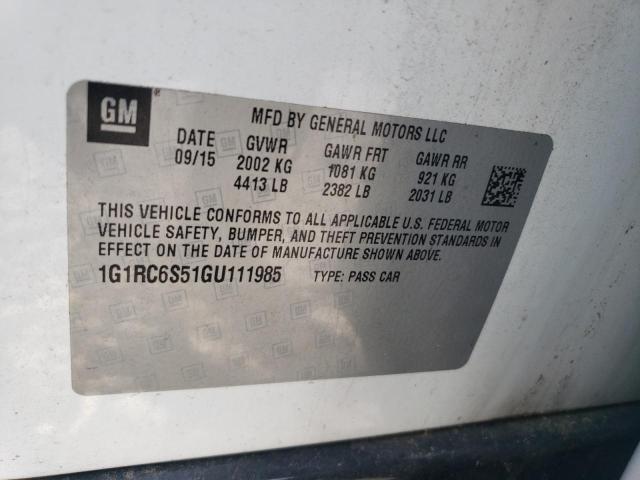 GM ®
MFD BY GENERAL MOTORS LLC
DATE GVWR GAWR FRT GAWR RR
09/15 2002 KG 1081 KG 921 KG
4413 LB 2382 LB 2031 LB
THIS VEHICLE CONFORMS TO ALL APPLICABLE U.S. FEDERAL MOTOR
VEHICLE SAFETY, BUMPER, AND THEFT PREVENTION STANDARDS IN
EFFECT ON THE DATE OF MANUFACTURE SHOWN ABOVE.
1G1RC6S51GU111985 TYPE: PASS CAR